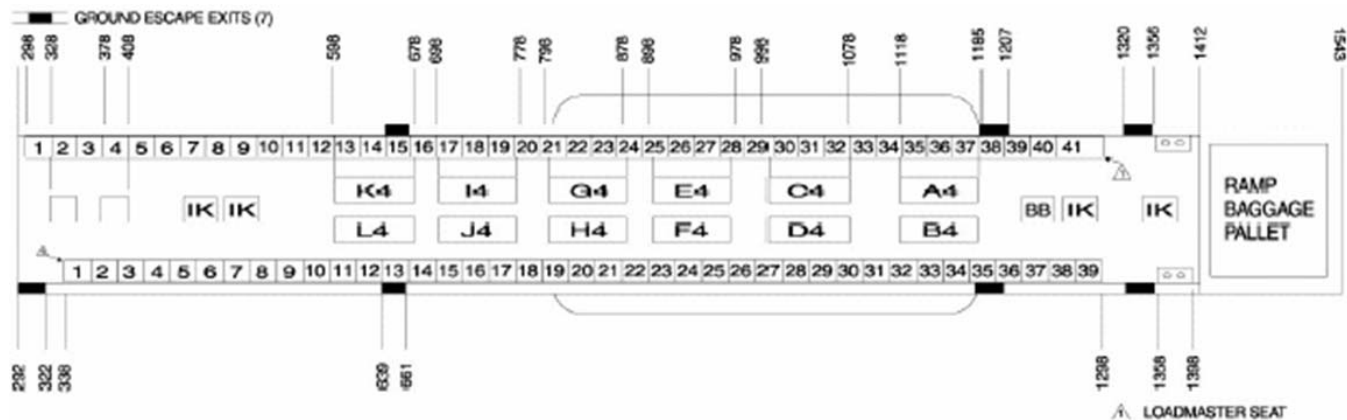 GROUND ESCAPE EXITS (7)
298 328 378 408 598 678 698 778 798 878 898 978 998 1078 1118 1185 1207 1320 1356 1412 1543
1 2 3 4 5 6 7 8 9 10 11 12 13 14 15 16 17 18 19 20 21 22 23 24 25 26 27 28 29 30 31 32 33 34 35 36 37 38 39 40 41
K4 I4 G4 E4 C4 A4
IK IK BB IK IK
RAMP
BAGGAGE
PALLET
L4 J4 H4 F4 D4 B4
1 2 3 4 5 6 7 8 9 10 11 12 13 14 15 16 17 18 19 20 21 22 23 24 25 26 27 28 29 30 31 32 33 34 35 36 37 38 39
292 322 338 639 661 1298 1358 1398
LOADMASTER SEAT